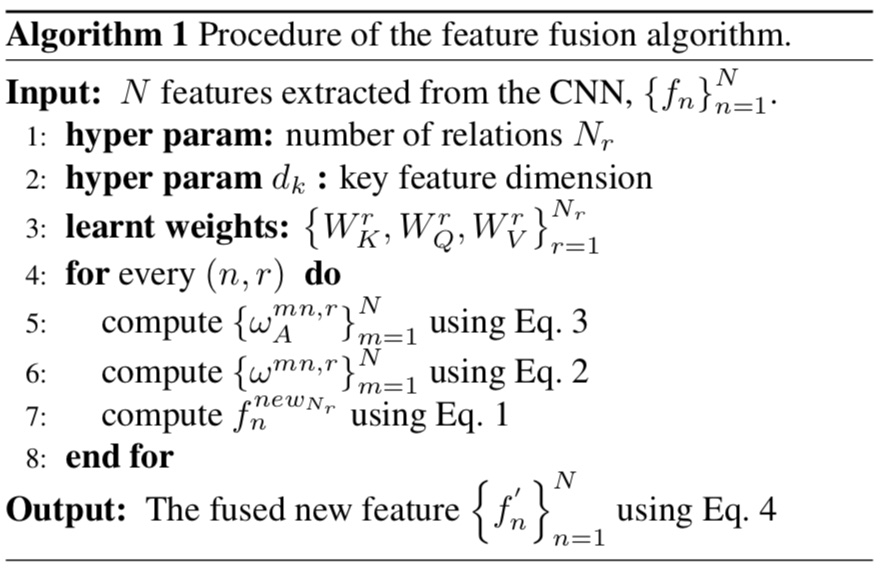 Algorithm 1 Procedure of the feature fusion algorithm.
Input: N features extracted from the CNN, $\{f_n\}_{n=1}^{N}$.
1: hyper param: number of relations $N_r$
2: hyper param $d_k$ : key feature dimension
3: learnt weights: $\{W_K^r, W_Q^r, W_V^r\}_{r=1}^{N_r}$
4: for every $(n, r)$ do
5: compute $\{\omega_A^{mn,r}\}_{m=1}^{N}$ using Eq. 3
6: compute $\{\omega^{mn,r}\}_{m=1}^{N}$ using Eq. 2
7: compute $f_n^{new_{N_r}}$ using Eq. 1
8: end for
Output: The fused new feature $\left\{f_n^{'}\right\}_{n=1}^{N}$ using Eq. 4